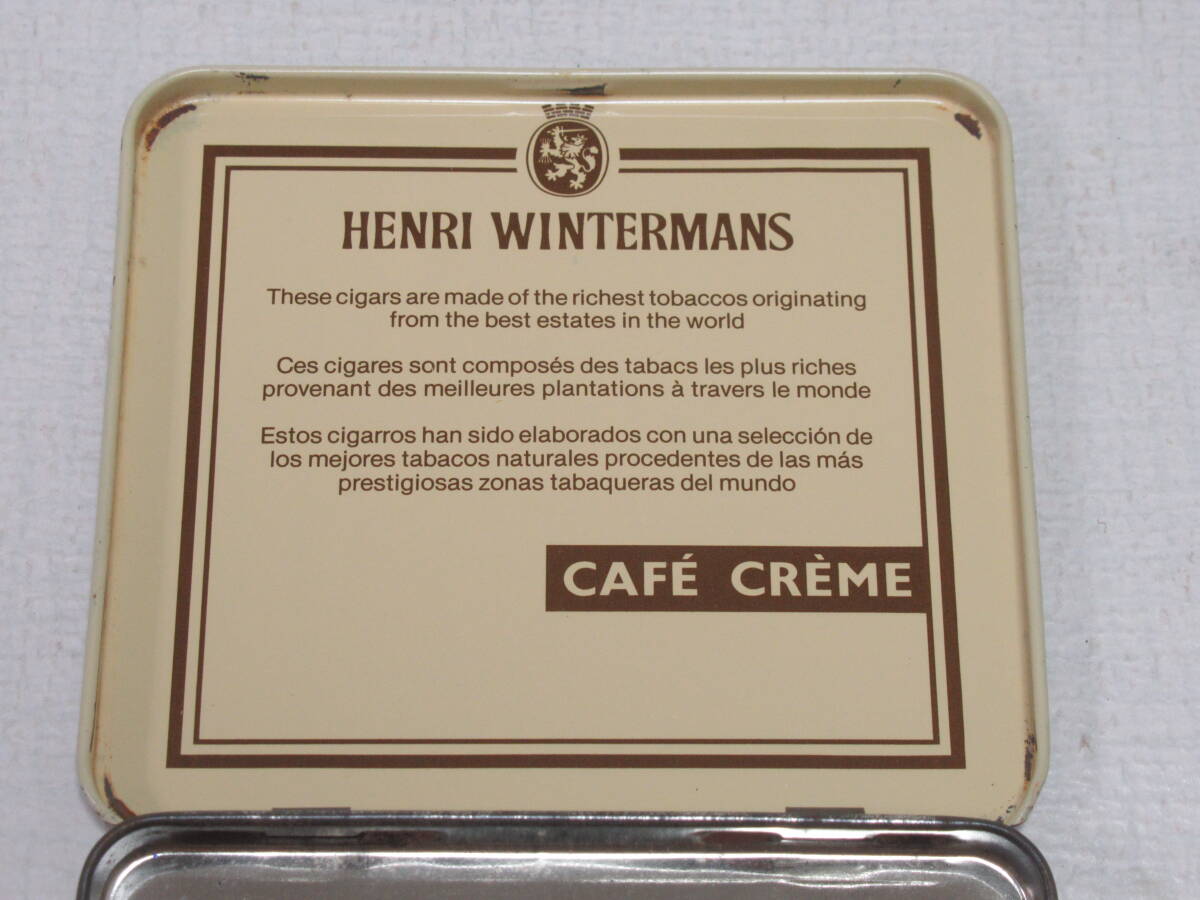 HENRI WINTERMANS
These cigars are made of the richest tobaccos originating
from the best estates in the world
Ces cigares sont composés des tabacs les plus riches
provenant des meilleures plantations à travers le monde
Estos cigarros han sido elaborados con una selección de
los mejores tabacos naturales procedentes de las más
prestigiosas zonas tabaqueras del mundo
CAFÉ CRÈME